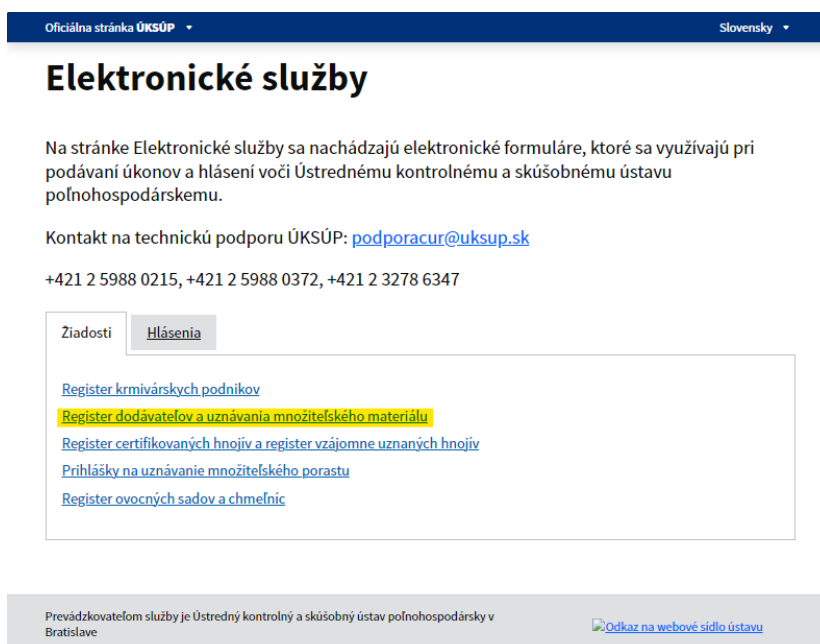 Oficiálna stránka ÚKSÚP
Slovensky
Elektronické služby
Na stránke Elektronické služby sa nachádzajú elektronické formuláre, ktoré sa využívajú pri
podávaní úkonov a hlásení voči Ústrednému kontrolnému a skúšobnému ústavu
poľnohospodárskemu.
Kontakt na technickú podporu ÚKSÚP: podporacur@uksup.sk
+421 2 5988 0215, +421 2 5988 0372, +421 2 3278 6347
Žiadosti
Hlásenia
Register krmivárskych podnikov
Register dodávateľov a uznávania množiteľského materiálu
Register certifikovaných hnojív a register vzájomne uznaných hnojív
Prihlášky na uznávanie množiteľského porastu
Register ovocných sadov a chmeľníc
Prevádzkovateľom služby je Ústredný kontrolný a skúšobný ústav poľnohospodársky v
Bratislave
Odkaz na webové sídlo ústavu